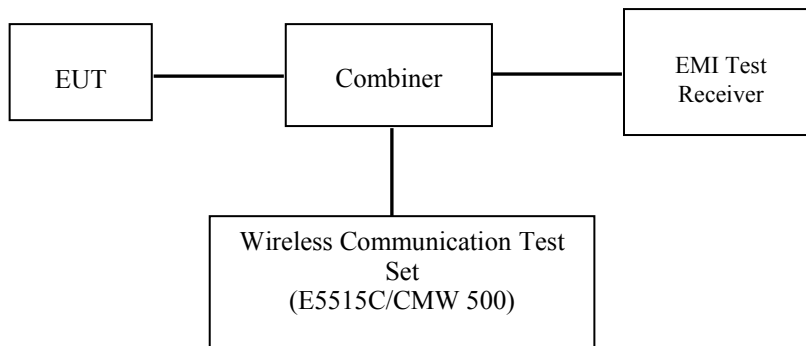 EUT
Combiner
EMI Test
Receiver
Wireless Communication Test
Set
(E5515C/CMW 500)